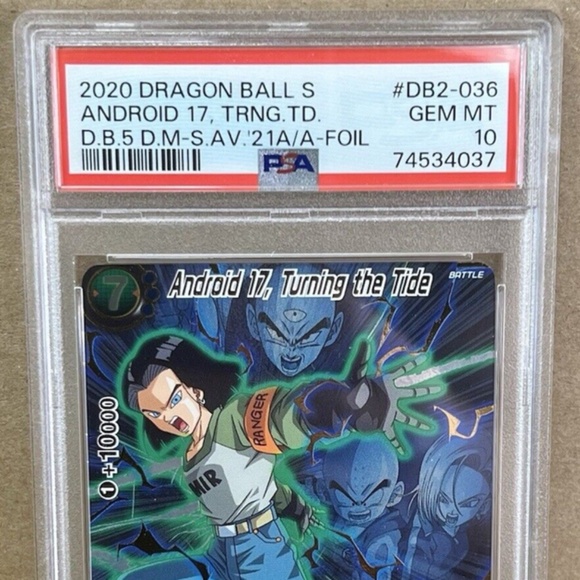 2020 DRAGON BALL S #DB2-036
ANDROID 17, TRNG.TD. GEM MT
D.B.5 D.M-S.AV.'21A/A-FOIL 10
PSA 74534037
7 Android 17, Turning the Tide BATTLE
RANGER
MIR
1 +10000